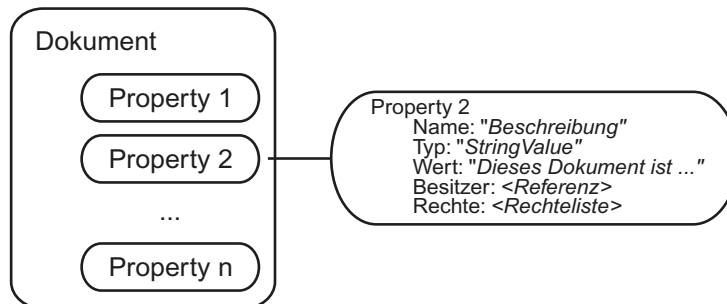 Dokument
Property 1
Property 2
...
Property n
Property 2
Name: "Beschreibung"
Typ: "StringValue"
Wert: "Dieses Dokument ist ..."
Besitzer: <Referenz>
Rechte: <Rechteliste>